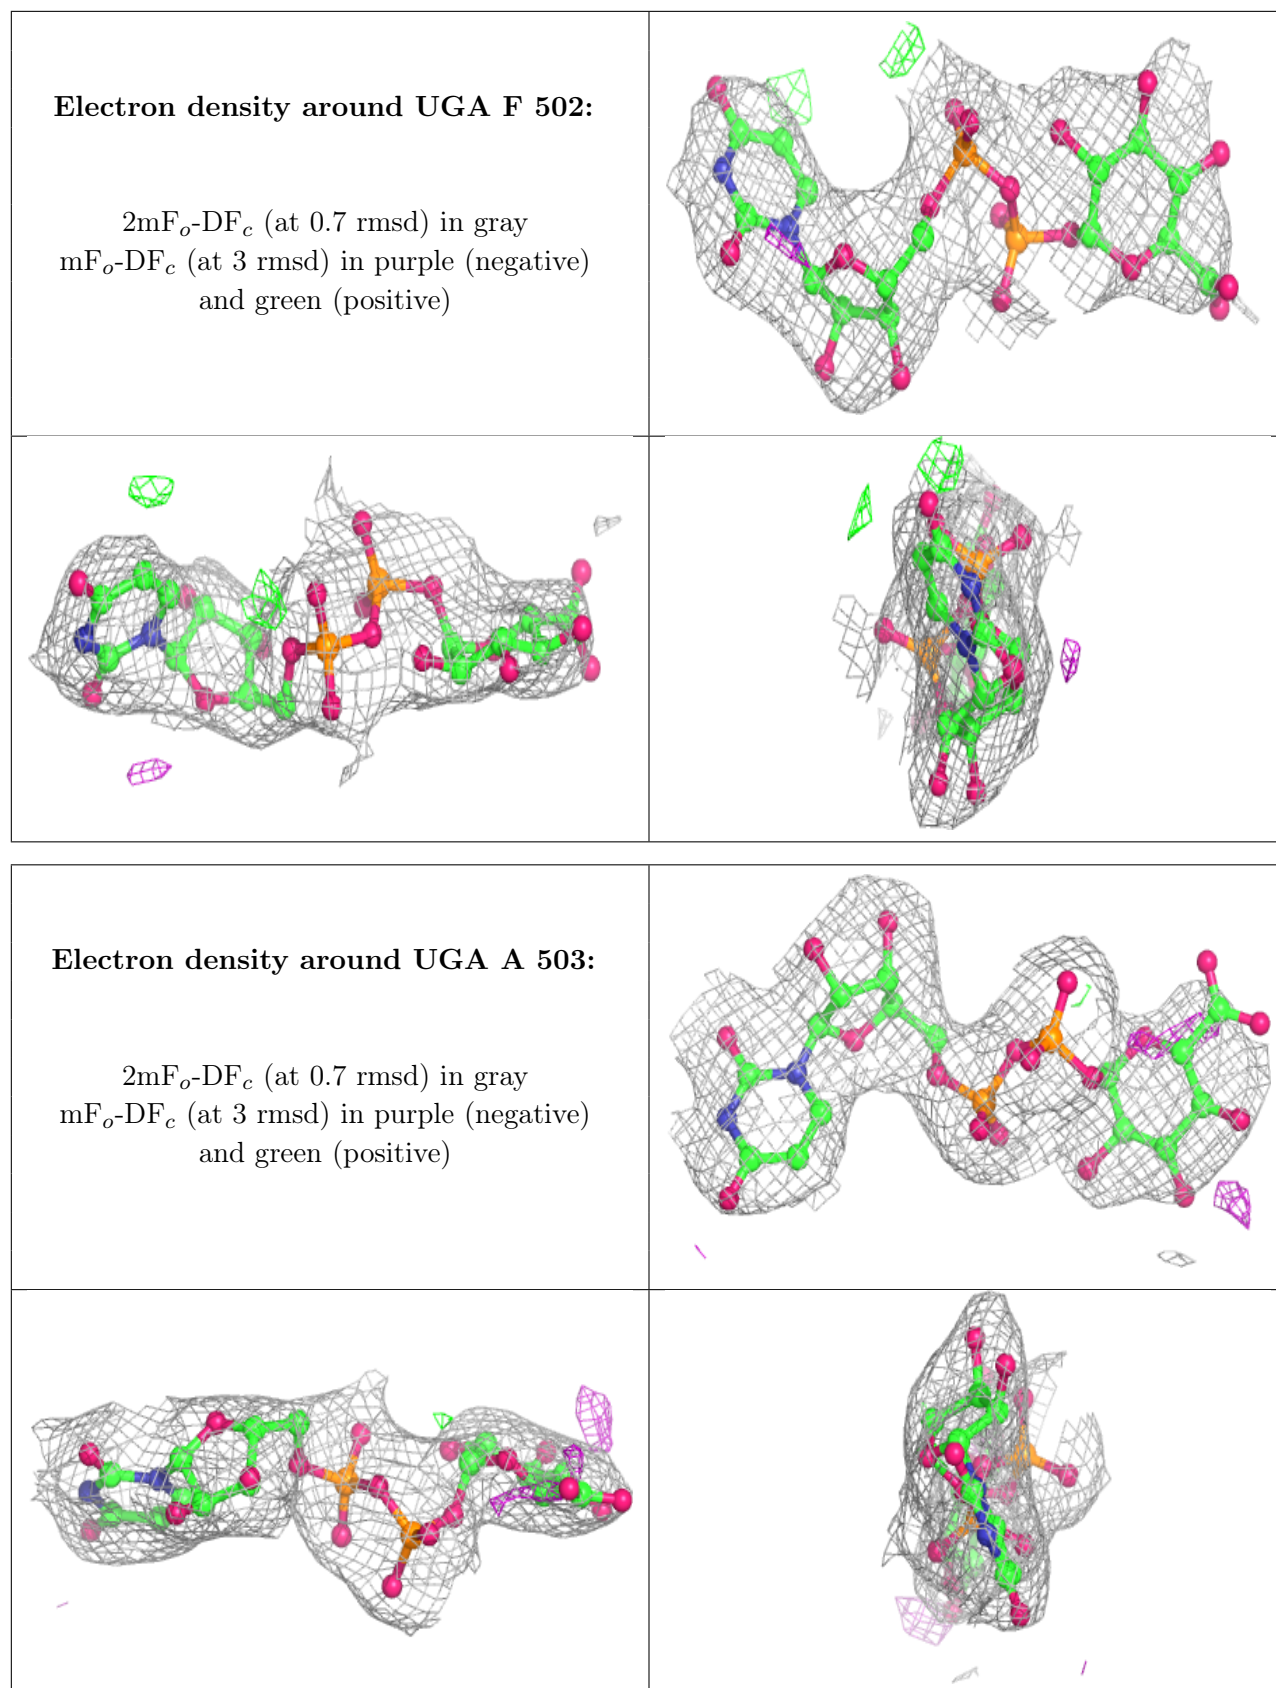 Electron density around UGA F 502:
2mF𝑜-DF𝑐 (at 0.7 rmsd) in gray
mF𝑜-DF𝑐 (at 3 rmsd) in purple (negative)
and green (positive)
Electron density around UGA A 503:
2mF𝑜-DF𝑐 (at 0.7 rmsd) in gray
mF𝑜-DF𝑐 (at 3 rmsd) in purple (negative)
and green (positive)